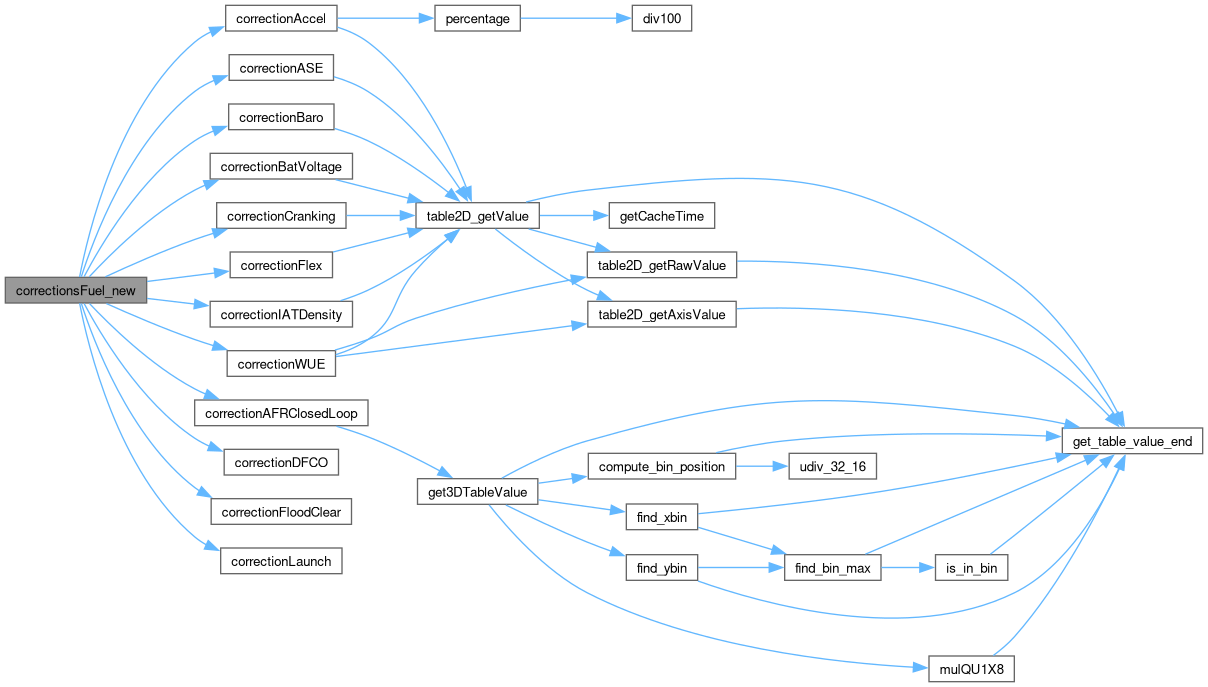 correctionsFuel_new
correctionAccel
correctionASE
correctionBaro
correctionBatVoltage
correctionCranking
correctionFlex
correctionIATDensity
correctionWUE
correctionAFRClosedLoop
correctionDFCO
correctionFloodClear
correctionLaunch
percentage
div100
table2D_getValue
getCacheTime
table2D_getRawValue
table2D_getAxisValue
get3DTableValue
compute_bin_position
udiv_32_16
find_xbin
find_ybin
find_bin_max
is_in_bin
mulQU1X8
get_table_value_end